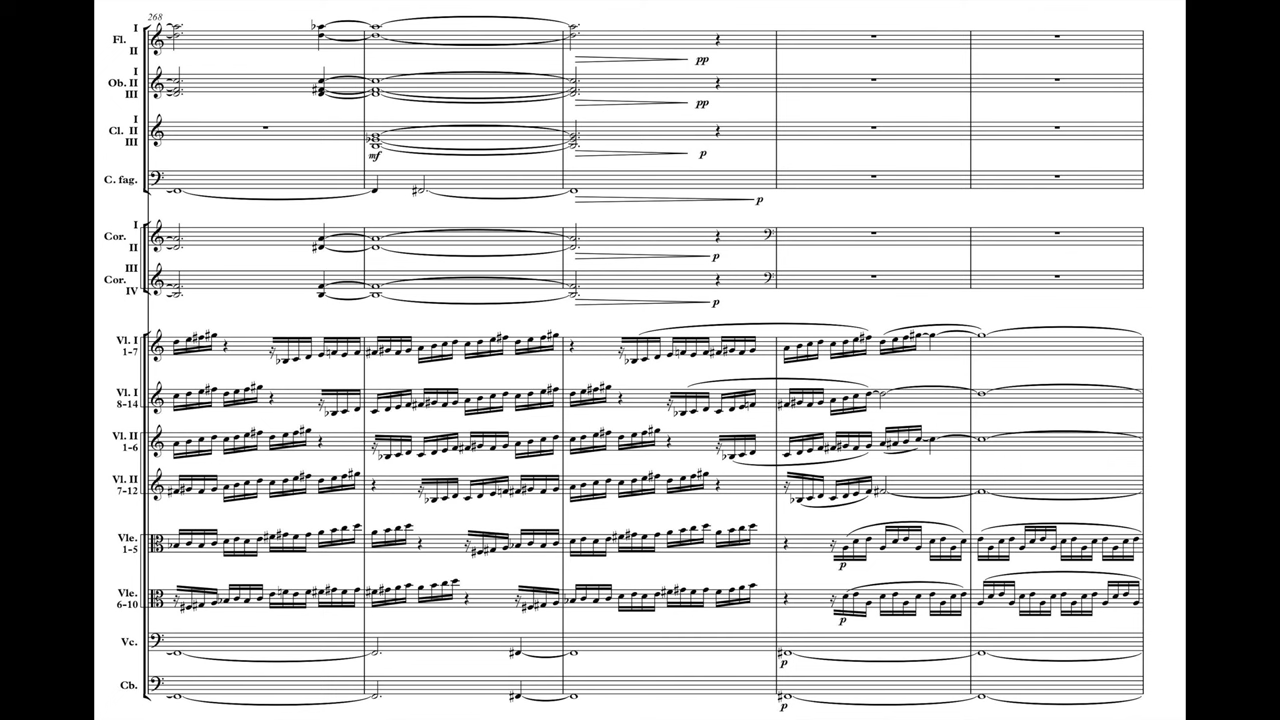 268
I
Fl.
II
pp
I
Ob. II
III
pp
I
Cl. II
III
mf
p
C. fag.
p
I
Cor.
II
p
III
Cor.
IV
p
Vl. I
1-7
Vl. I
8-14
Vl. II
1-6
Vl. II
7-12
Vle.
1-5
p
Vle.
6-10
p
Vc.
p
Cb.
p